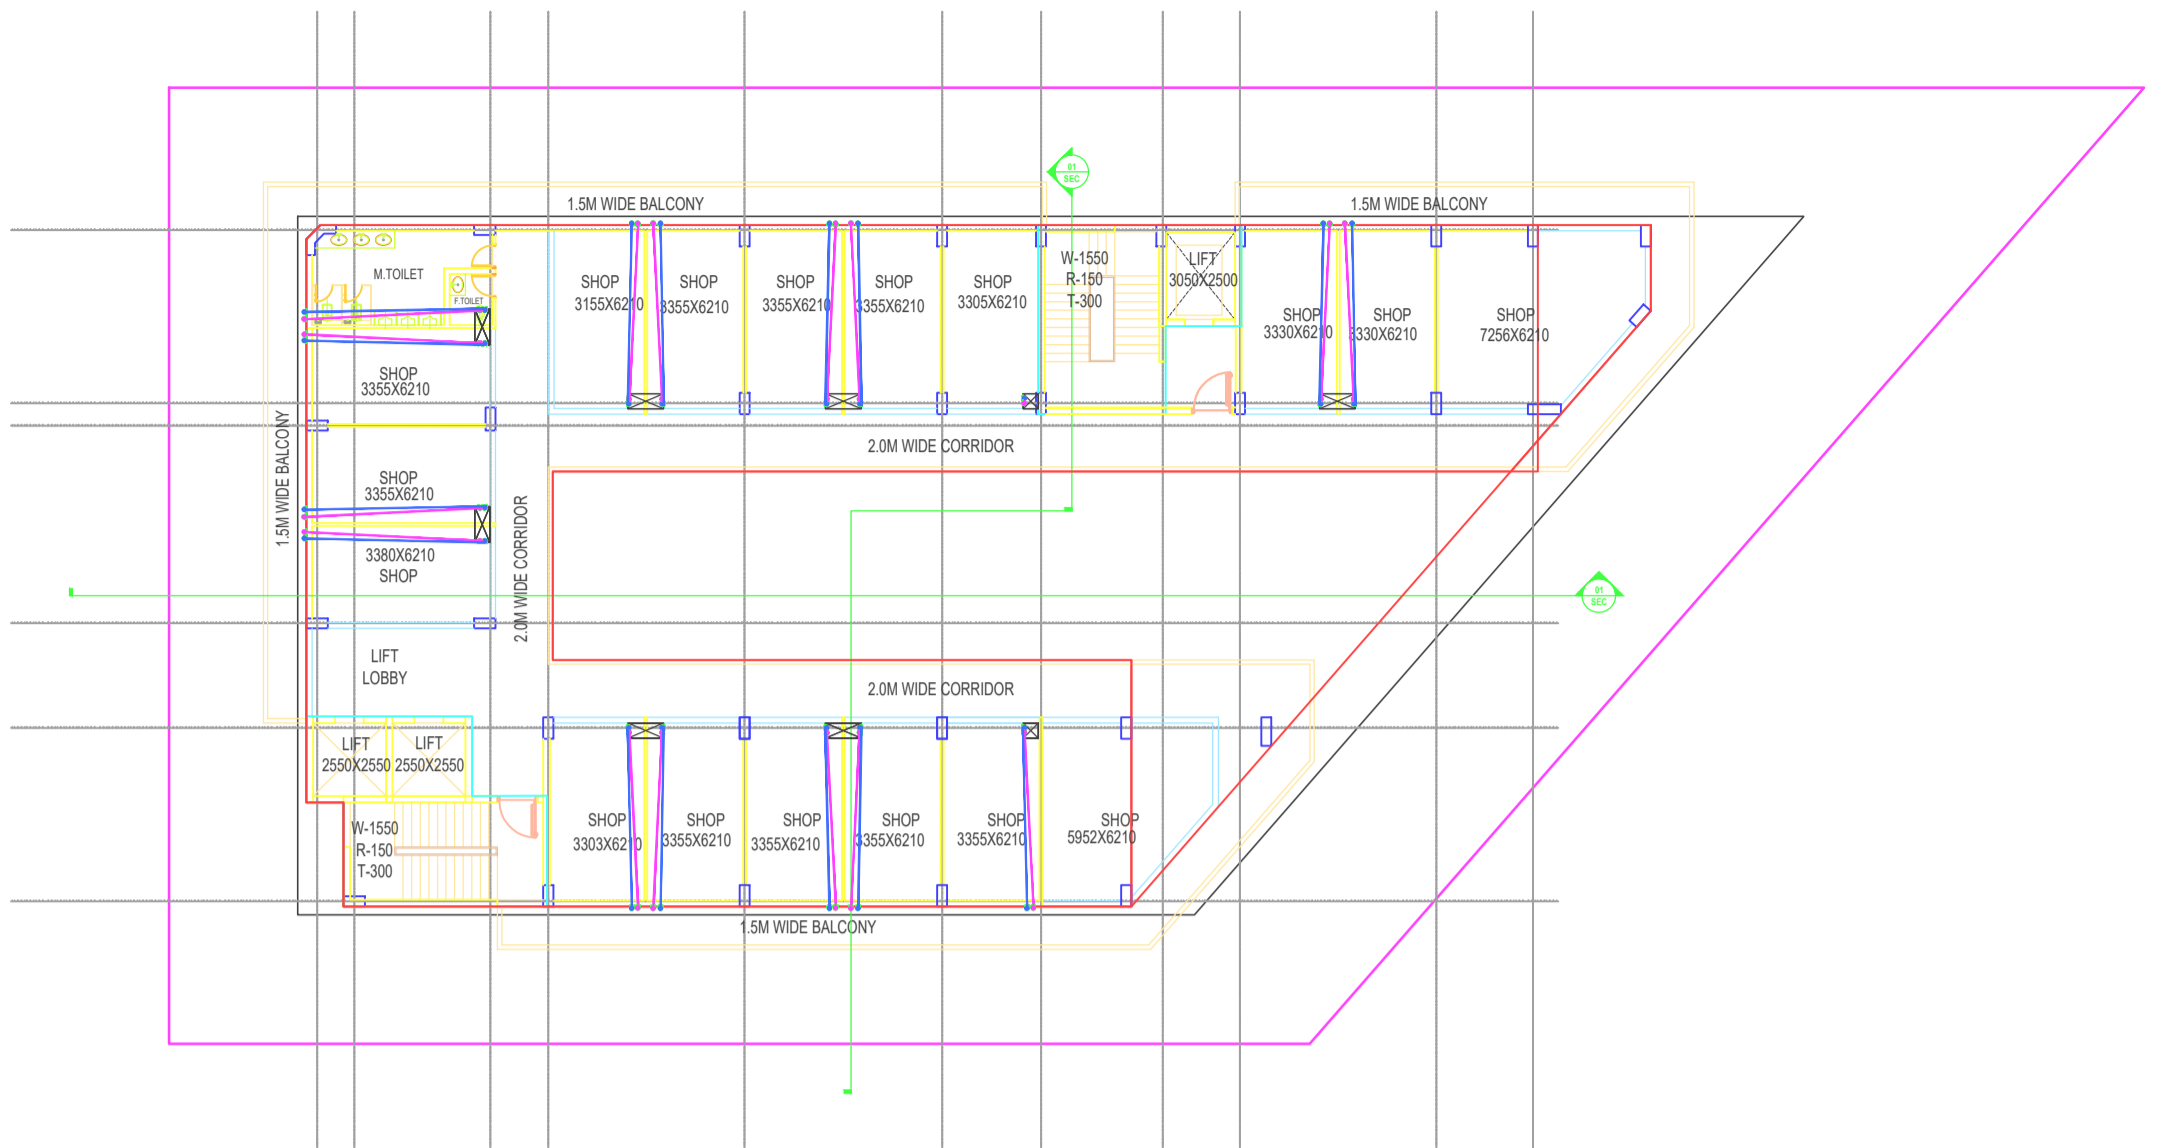 01
SEC
1.5M WIDE BALCONY
1.5M WIDE BALCONY
M.TOILET
F.TOILET
SHOP
3155X6210
SHOP
3355X6210
SHOP
3355X6210
SHOP
3355X6210
SHOP
3305X6210
W-1550
R-150
T-300
LIFT
3050X2500
SHOP
3330X6210
SHOP
3330X6210
SHOP
7256X6210
SHOP
3355X6210
1.5M WIDE BALCONY
2.0M WIDE CORRIDOR
SHOP
3355X6210
2.0M WIDE CORRIDOR
3380X6210
SHOP
01
SEC
LIFT
LOBBY
2.0M WIDE CORRIDOR
LIFT
2550X2550
LIFT
2550X2550
W-1550
R-150
T-300
SHOP
3303X6210
SHOP
3355X6210
SHOP
3355X6210
SHOP
3355X6210
SHOP
3355X6210
SHOP
5952X6210
1.5M WIDE BALCONY